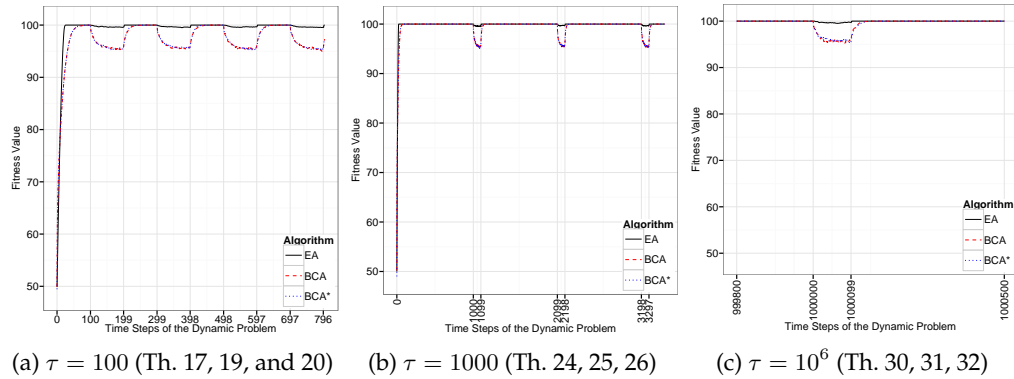 100
90
80
70
60
50
Fitness Value
0 100 199 299 398 498 597 697 796
Time Steps of the Dynamic Problem
Algorithm
EA
BCA
BCA*
(a) τ = 100 (Th. 17, 19, and 20)
100
90
80
70
60
50
Fitness Value
0 1000 1099 2099 2198 3198 3297
Time Steps of the Dynamic Problem
Algorithm
EA
BCA
BCA*
(b) τ = 1000 (Th. 24, 25, 26)
100
90
80
70
60
50
Fitness Value
999800 1000000 1000099 1000500
Time Steps of the Dynamic Problem
Algorithm
EA
BCA
BCA*
(c) τ = 10⁶ (Th. 30, 31, 32)